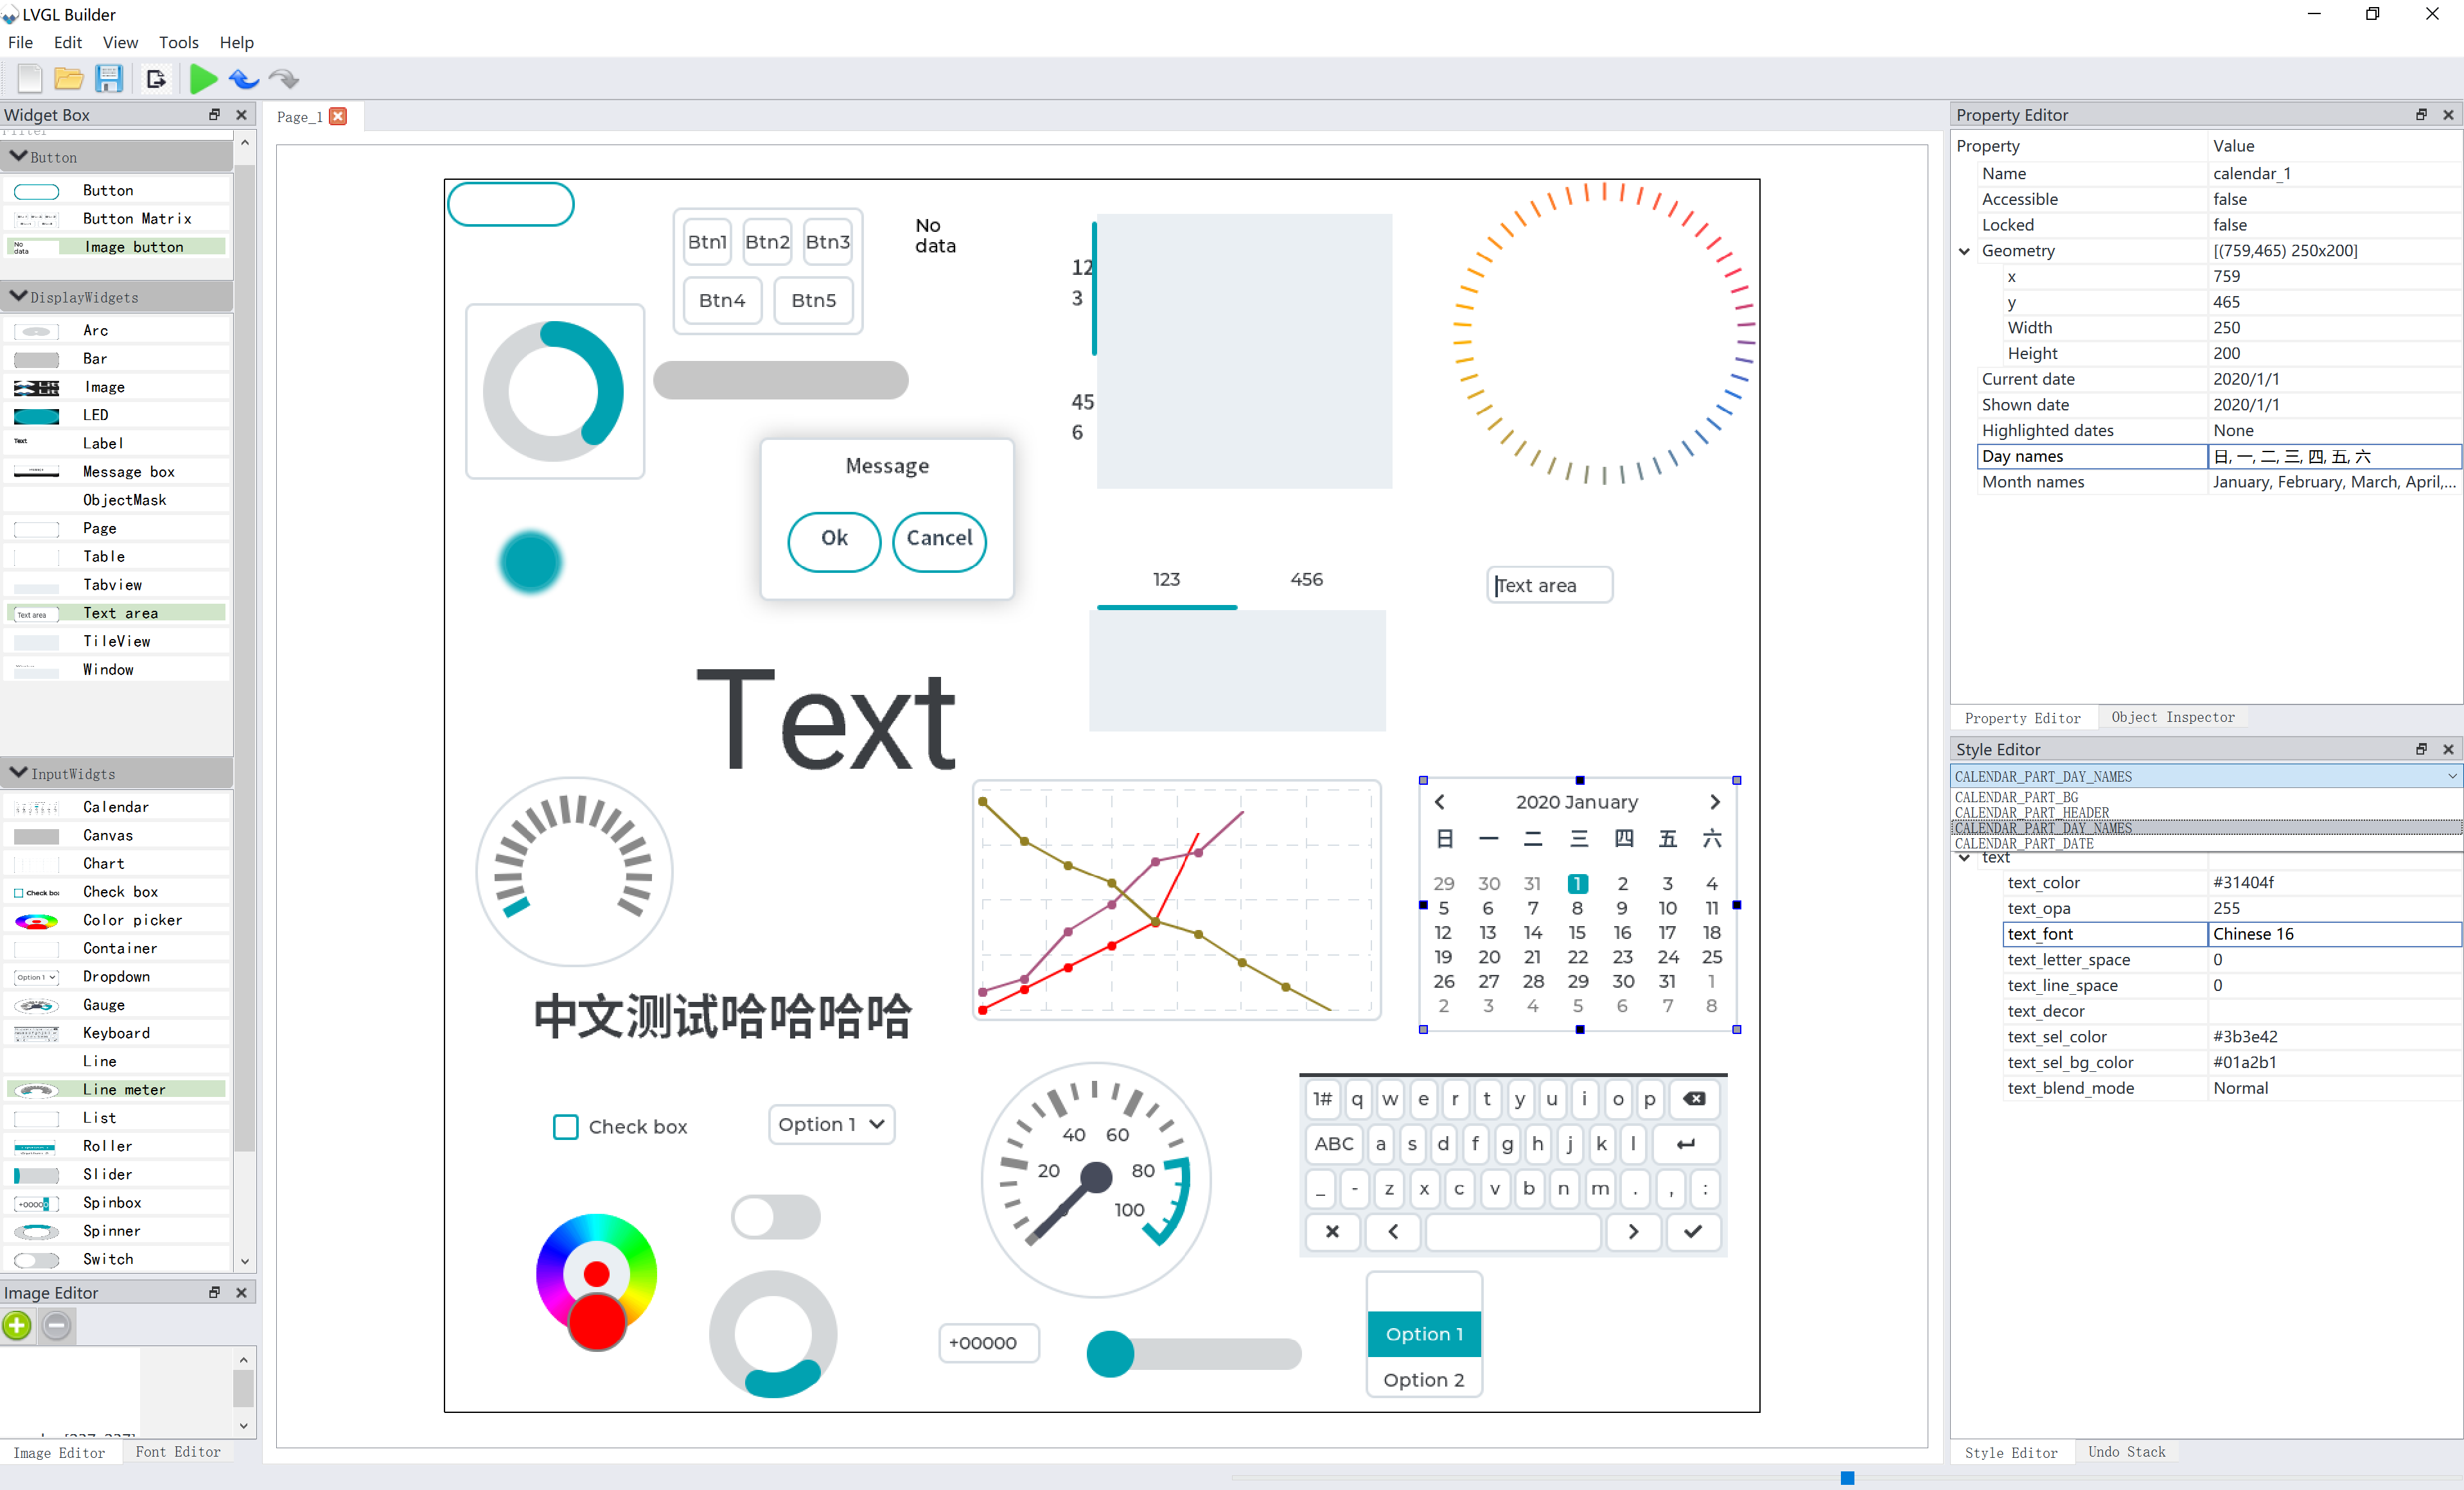 LVGL Builder
File Edit View Tools Help
Widget Box
Filter
Button
Button
Button Matrix
No data
Image button
DisplayWidgets
Arc
Bar
Image
LED
Text
Label
Message box
ObjectMask
Page
Table
Tabview
Text area
Text area
TileView
Window
InputWidgts
Calendar
Canvas
Chart
Check box
Check box
Color picker
Container
Option 1
Dropdown
Gauge
Keyboard
Line
Line meter
List
Roller
Slider
+00000
Spinbox
Spinner
Switch
Image Editor
Image Editor Font Editor
Page_1
Btn1 Btn2 Btn3
Btn4 Btn5
No
data
12
3
45
6
Message
Ok Cancel
123 456
Text area
Text
2020 January
日 一 二 三 四 五 六
29 30 31 1 2 3 4
5 6 7 8 9 10 11
12 13 14 15 16 17 18
19 20 21 22 23 24 25
26 27 28 29 30 31 1
2 3 4 5 6 7 8
中文测试哈哈哈哈
Check box
Option 1
20 40 60 80 100
1# q w e r t y u i o p
ABC a s d f g h j k l
_ - z x c v b n m . , :
+00000
Option 1
Option 2
Property Editor
Property Value
Name calendar_1
Accessible false
Locked false
Geometry [(759,465) 250x200]
x 759
y 465
Width 250
Height 200
Current date 2020/1/1
Shown date 2020/1/1
Highlighted dates None
Day names 日, 一, 二, 三, 四, 五, 六
Month names January, February, March, April,...
Property Editor Object Inspector
Style Editor
CALENDAR_PART_DAY_NAMES
CALENDAR_PART_BG
CALENDAR_PART_HEADER
CALENDAR_PART_DAY_NAMES
CALENDAR_PART_DATE
text
text_color #31404f
text_opa 255
text_font Chinese 16
text_letter_space 0
text_line_space 0
text_decor
text_sel_color #3b3e42
text_sel_bg_color #01a2b1
text_blend_mode Normal
Style Editor Undo Stack